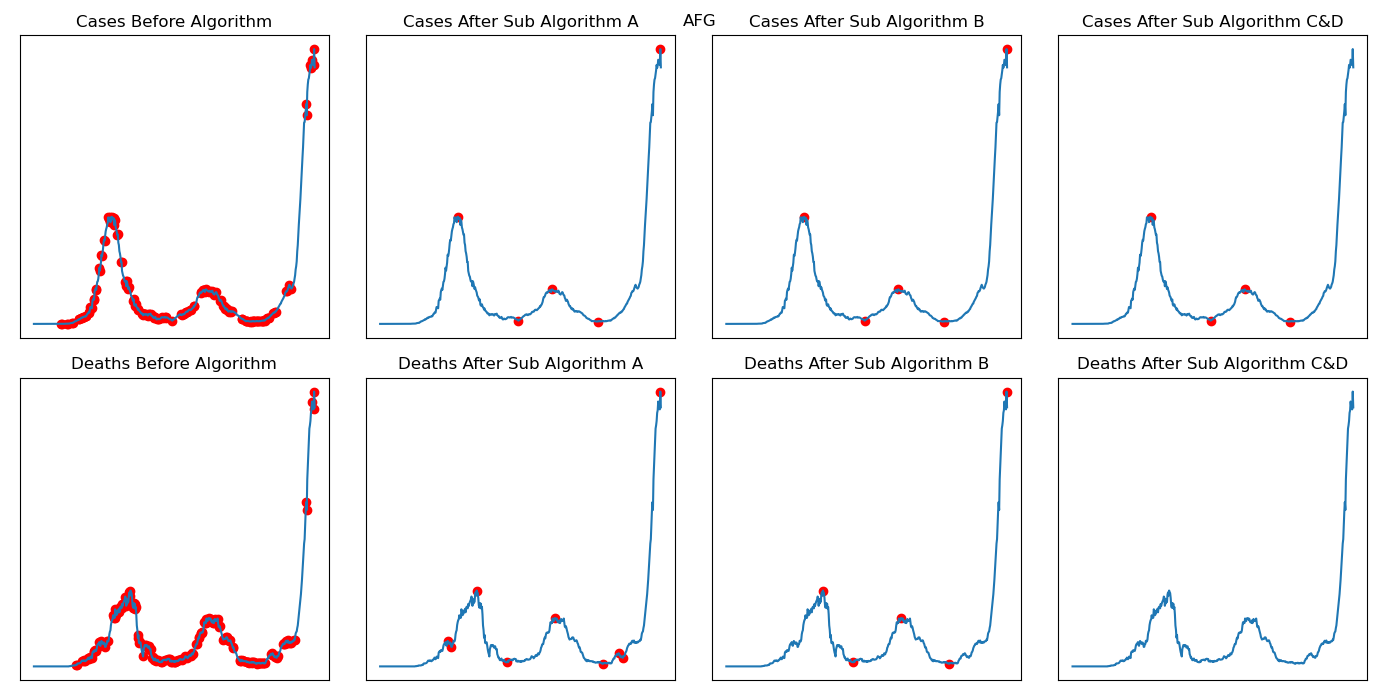 AFG
Cases Before Algorithm
Cases After Sub Algorithm A
Cases After Sub Algorithm B
Cases After Sub Algorithm C&D
Deaths Before Algorithm
Deaths After Sub Algorithm A
Deaths After Sub Algorithm B
Deaths After Sub Algorithm C&D